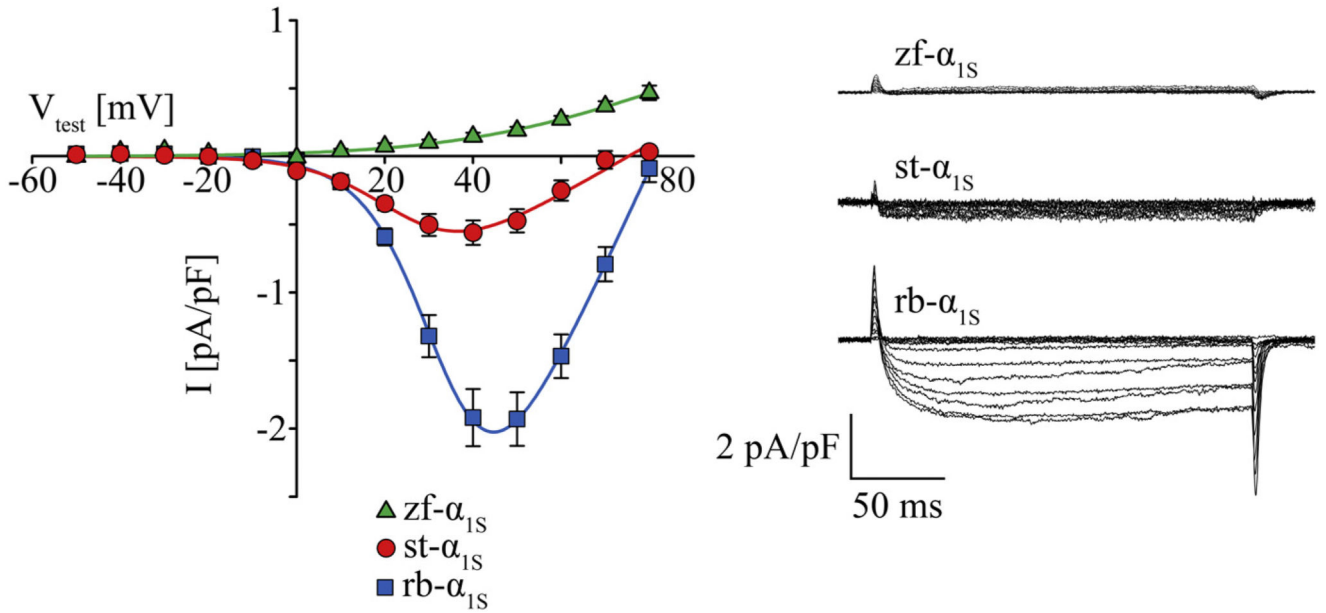 1
V_test [mV]
-60 -40 -20 20 40 80
-1
-2
I [pA/pF]
zf-α_1S
st-α_1S
rb-α_1S
zf-α_1S
st-α_1S
rb-α_1S
2 pA/pF
50 ms